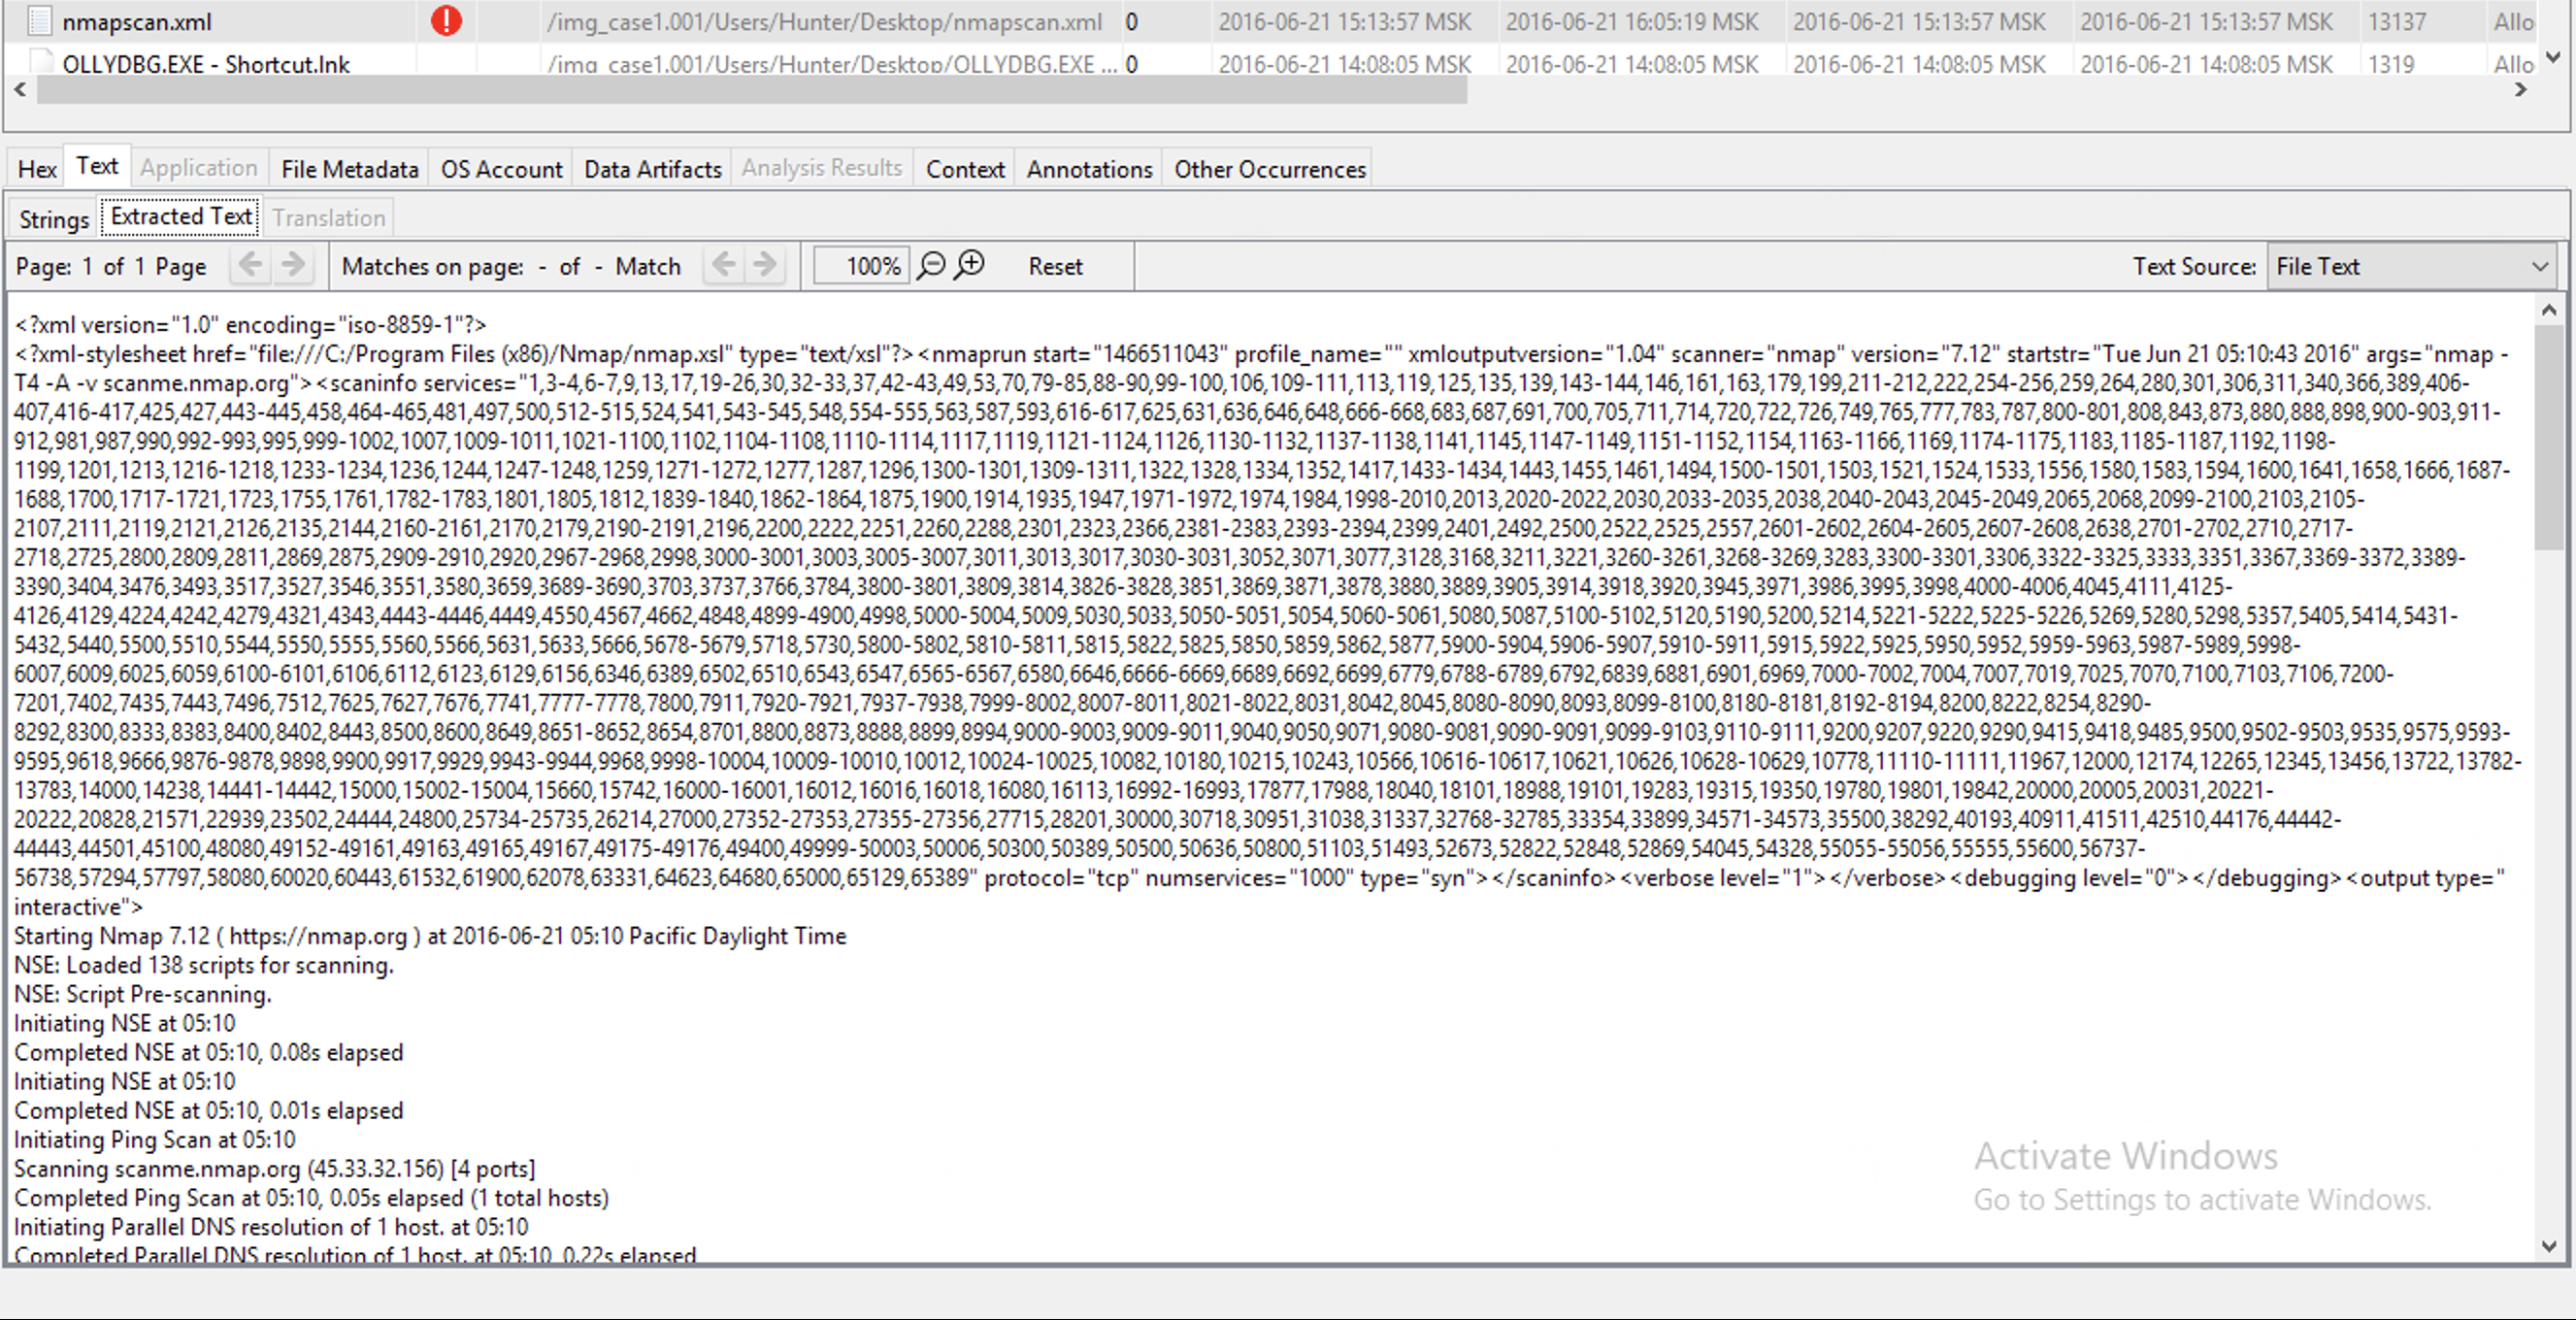 nmapscan.xml /img_case1.001/Users/Hunter/Desktop/nmapscan.xml 0 2016-06-21 15:13:57 MSK 2016-06-21 16:05:19 MSK 2016-06-21 15:13:57 MSK 2016-06-21 15:13:57 MSK 13137 Allo
OLLYDBG.EXE - Shortcut.lnk /img_case1.001/Users/Hunter/Desktop/OLLYDBG.EXE ... 0 2016-06-21 14:08:05 MSK 2016-06-21 14:08:05 MSK 2016-06-21 14:08:05 MSK 2016-06-21 14:08:05 MSK 1319 Allo
Hex Text Application File Metadata OS Account Data Artifacts Analysis Results Context Annotations Other Occurrences
Strings Extracted Text Translation
Page: 1 of 1 Page Matches on page: - of - Match 100% Reset Text Source: File Text
<?xml version="1.0" encoding="iso-8859-1"?>
<?xml-stylesheet href="file:///C:/Program Files (x86)/Nmap/nmap.xsl" type="text/xsl"?><nmaprun start="1466511043" profile_name="" xmloutputversion="1.04" scanner="nmap" version="7.12" startstr="Tue Jun 21 05:10:43 2016" args="nmap -
T4 -A -v scanme.nmap.org"><scaninfo services="1,3-4,6-7,9,13,17,19-26,30,32-33,37,42-43,49,53,70,79-85,88-90,99-100,106,109-111,113,119,125,135,139,143-144,146,161,163,179,199,211-212,222,254-256,259,264,280,301,306,311,340,366,389,406-
407,416-417,425,427,443-445,458,464-465,481,497,500,512-515,524,541,543-545,548,554-555,563,587,593,616-617,625,631,636,646,648,666-668,683,687,691,700,705,711,714,720,722,726,749,765,777,783,787,800-801,808,843,873,880,888,898,900-903,911-
912,981,987,990,992-993,995,999-1002,1007,1009-1011,1021-1100,1102,1104-1108,1110-1114,1117,1119,1121-1124,1126,1130-1132,1137-1138,1141,1145,1147-1149,1151-1152,1154,1163-1166,1169,1174-1175,1183,1185-1187,1192,1198-
1199,1201,1213,1216-1218,1233-1234,1236,1244,1247-1248,1259,1271-1272,1277,1287,1296,1300-1301,1309-1311,1322,1328,1334,1352,1417,1433-1434,1443,1455,1461,1494,1500-1501,1503,1521,1524,1533,1556,1580,1583,1594,1600,1641,1658,1666,1687-
1688,1700,1717-1721,1723,1755,1761,1782-1783,1801,1805,1812,1839-1840,1862-1864,1875,1900,1914,1935,1947,1971-1972,1974,1984,1998-2010,2013,2020-2022,2030,2033-2035,2038,2040-2043,2045-2049,2065,2068,2099-2100,2103,2105-
2107,2111,2119,2121,2126,2135,2144,2160-2161,2170,2179,2190-2191,2196,2200,2222,2251,2260,2288,2301,2323,2366,2381-2383,2393-2394,2399,2401,2492,2500,2522,2525,2557,2601-2602,2604-2605,2607-2608,2638,2701-2702,2710,2717-
2718,2725,2800,2809,2811,2869,2875,2909-2910,2920,2967-2968,2998,3000-3001,3003,3005-3007,3011,3013,3017,3030-3031,3052,3071,3077,3128,3168,3211,3221,3260-3261,3268-3269,3283,3300-3301,3306,3322-3325,3333,3351,3367,3369-3372,3389-
3390,3404,3476,3493,3517,3527,3546,3551,3580,3659,3689-3690,3703,3737,3766,3784,3800-3801,3809,3814,3826-3828,3851,3869,3871,3878,3880,3889,3905,3914,3918,3920,3945,3971,3986,3995,3998,4000-4006,4045,4111,4125-
4126,4129,4224,4242,4279,4321,4343,4443-4446,4449,4550,4567,4662,4848,4899-4900,4998,5000-5004,5009,5030,5033,5050-5051,5054,5060-5061,5080,5087,5100-5102,5120,5190,5200,5214,5221-5222,5225-5226,5269,5280,5298,5357,5405,5414,5431-
5432,5440,5500,5510,5544,5550,5555,5560,5566,5631,5633,5666,5678-5679,5718,5730,5800-5802,5810-5811,5815,5822,5825,5850,5859,5862,5877,5900-5904,5906-5907,5910-5911,5915,5922,5925,5950,5952,5959-5963,5987-5989,5998-
6007,6009,6025,6059,6100-6101,6106,6112,6123,6129,6156,6346,6389,6502,6510,6543,6547,6565-6567,6580,6646,6666-6669,6689,6692,6699,6779,6788-6789,6792,6839,6881,6901,6969,7000-7002,7004,7007,7019,7025,7070,7100,7103,7106,7200-
7201,7402,7435,7443,7496,7512,7625,7627,7676,7741,7777-7778,7800,7911,7920-7921,7937-7938,7999-8002,8007-8011,8021-8022,8031,8042,8045,8080-8090,8093,8099-8100,8180-8181,8192-8194,8200,8222,8254,8290-
8292,8300,8333,8383,8400,8402,8443,8500,8600,8649,8651-8652,8654,8701,8800,8873,8888,8899,8994,9000-9003,9009-9011,9040,9050,9071,9080-9081,9090-9091,9099-9103,9110-9111,9200,9207,9220,9290,9415,9418,9485,9500,9502-9503,9535,9575,9593-
9595,9618,9666,9876-9878,9898,9900,9917,9929,9943-9944,9968,9998-10004,10009-10010,10012,10024-10025,10082,10180,10215,10243,10566,10616-10617,10621,10626,10628-10629,10778,11110-11111,11967,12000,12174,12265,12345,13456,13722,13782-
13783,14000,14238,14441-14442,15000,15002-15004,15660,15742,16000-16001,16012,16016,16018,16080,16113,16992-16993,17877,17988,18040,18101,18988,19101,19283,19315,19350,19780,19801,19842,20000,20005,20031,20221-
20222,20828,21571,22939,23502,24444,24800,25734-25735,26214,27000,27352-27353,27355-27356,27715,28201,30000,30718,30951,31038,31337,32768-32785,33354,33899,34571-34573,35500,38292,40193,40911,41511,42510,44176,44442-
44443,44501,45100,48080,49152-49161,49163,49165,49167,49175-49176,49400,49999-50003,50006,50300,50389,50500,50636,50800,51103,51493,52673,52822,52848,52869,54045,54328,55055-55056,55555,55600,56737-
56738,57294,57797,58080,60020,60443,61532,61900,62078,63331,64623,64680,65000,65129,65389" protocol="tcp" numservices="1000" type="syn"></scaninfo><verbose level="1"></verbose><debugging level="0"></debugging><output type="
interactive">
Starting Nmap 7.12 ( https://nmap.org ) at 2016-06-21 05:10 Pacific Daylight Time
NSE: Loaded 138 scripts for scanning.
NSE: Script Pre-scanning.
Initiating NSE at 05:10
Completed NSE at 05:10, 0.08s elapsed
Initiating NSE at 05:10
Completed NSE at 05:10, 0.01s elapsed
Initiating Ping Scan at 05:10
Scanning scanme.nmap.org (45.33.32.156) [4 ports]
Completed Ping Scan at 05:10, 0.05s elapsed (1 total hosts)
Initiating Parallel DNS resolution of 1 host. at 05:10
Completed Parallel DNS resolution of 1 host. at 05:10, 0.22s elapsed
Activate Windows
Go to Settings to activate Windows.